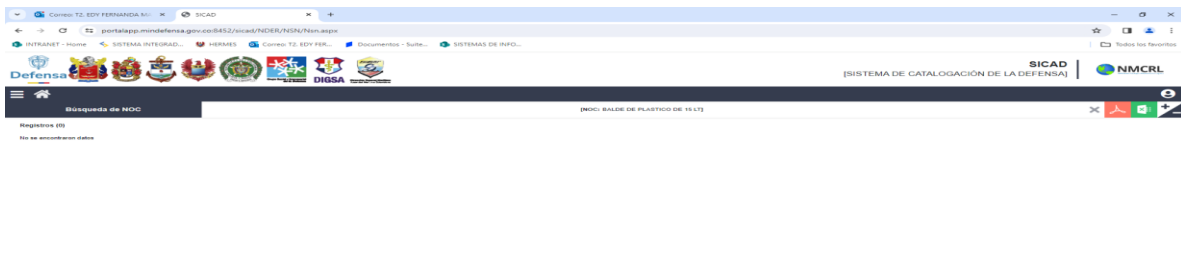 Correo: T2. EDY FERNANDA MA
SICAD
portalapp.mindefensa.gov.co:8452/sicad/NDER/NSN/Nsn.aspx
INTRANET - Home
SISTEMA INTEGRAD...
HERMES
Correo: T2. EDY FER...
Documentos - Suite...
SISTEMAS DE INFO...
Todos los favoritos
Defensa
DIGSA
SICAD
[SISTEMA DE CATALOGACIÓN DE LA DEFENSA]
NMCRL
Búsqueda de NOC
[NOC: BALDE DE PLASTICO DE 15 LT]
Registros (0)
No se encontraron datos